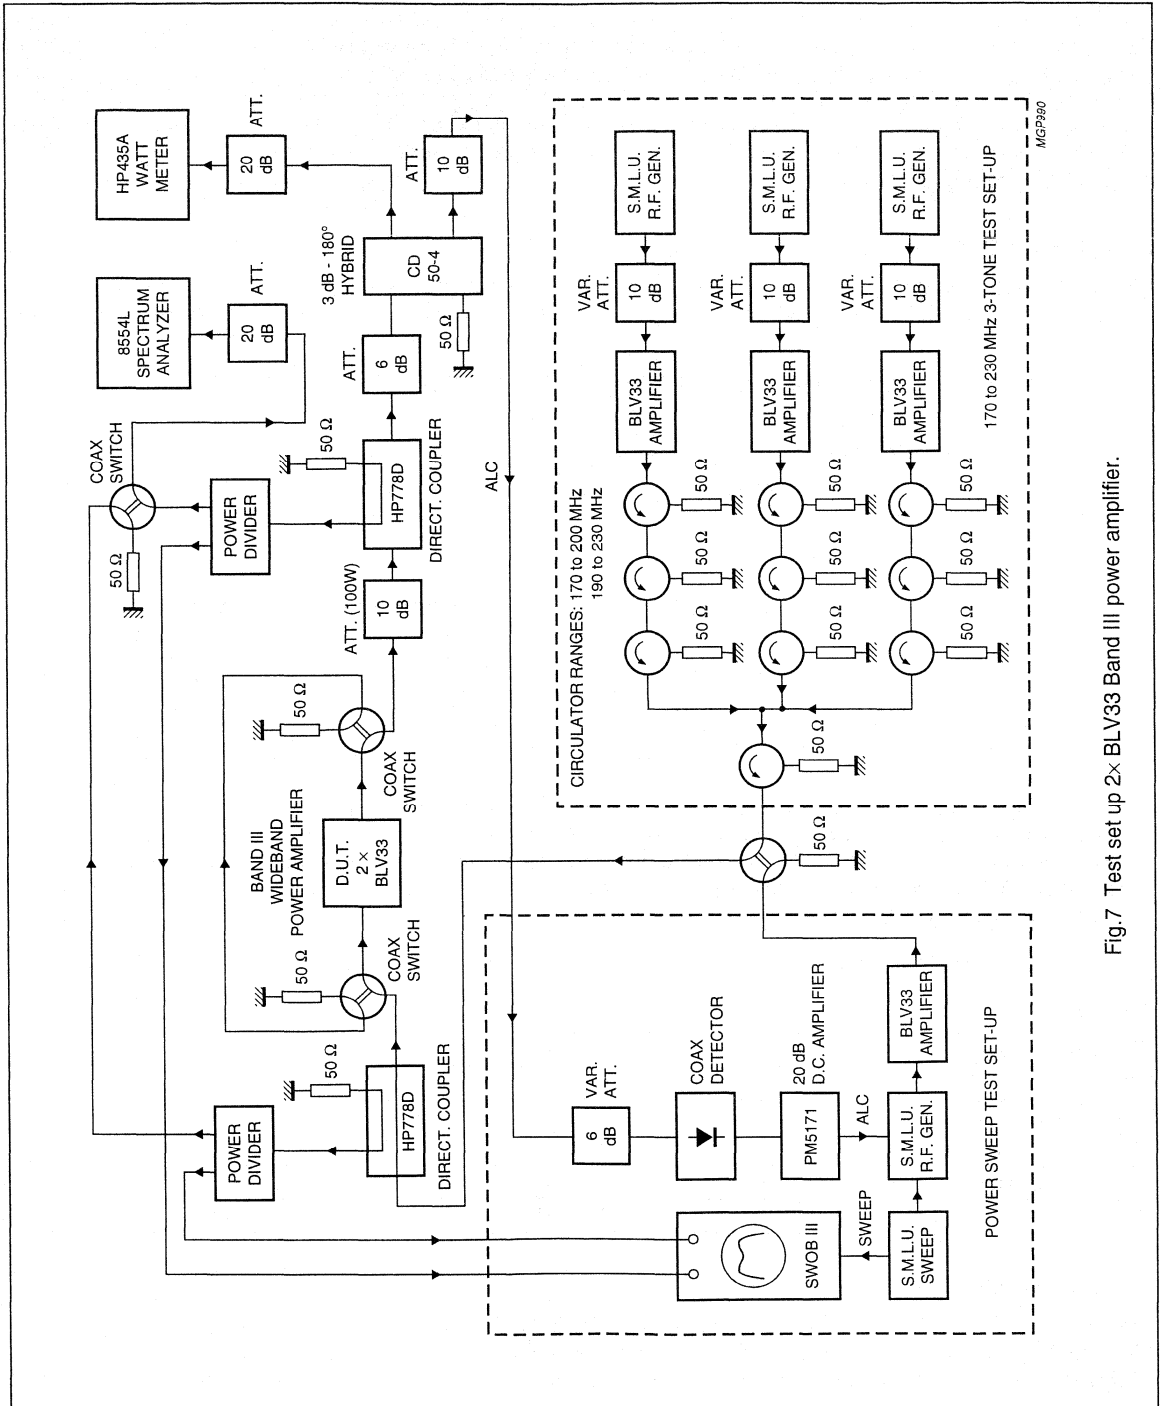 HP435A
WATT
METER
20
dB
ATT.
8554L
SPECTRUM
ANALYZER
20
dB
ATT.
COAX
SWITCH
50 Ω
POWER
DIVIDER
50 Ω
HP778D
DIRECT. COUPLER
ATT.
6
dB
3 dB - 180°
HYBRID
CD
50-4
50 Ω
ATT.
10
dB
ALC
ATT. (100W)
10
dB
50 Ω
COAX
SWITCH
BAND III
WIDEBAND
POWER AMPLIFIER
D.U.T.
2 ×
BLV33
50 Ω
COAX
SWITCH
50 Ω
HP778D
DIRECT. COUPLER
POWER
DIVIDER
CIRCULATOR RANGES: 170 to 200 MHz
190 to 230 MHz
S.M.L.U.
R.F. GEN.
VAR.
ATT.
10
dB
BLV33
AMPLIFIER
50 Ω
50 Ω
50 Ω
S.M.L.U.
R.F. GEN.
VAR.
ATT.
10
dB
BLV33
AMPLIFIER
50 Ω
50 Ω
50 Ω
S.M.L.U.
R.F. GEN.
VAR.
ATT.
10
dB
BLV33
AMPLIFIER
50 Ω
50 Ω
50 Ω
50 Ω
170 to 230 MHz 3-TONE TEST SET-UP
50 Ω
VAR.
ATT.
6
dB
COAX
DETECTOR
20 dB
D.C. AMPLIFIER
PM5171
ALC
SWOB III
SWEEP
S.M.L.U.
SWEEP
S.M.L.U.
R.F. GEN.
BLV33
AMPLIFIER
POWER SWEEP TEST SET-UP
MGP990
Fig.7 Test set up 2× BLV33 Band III power amplifier.